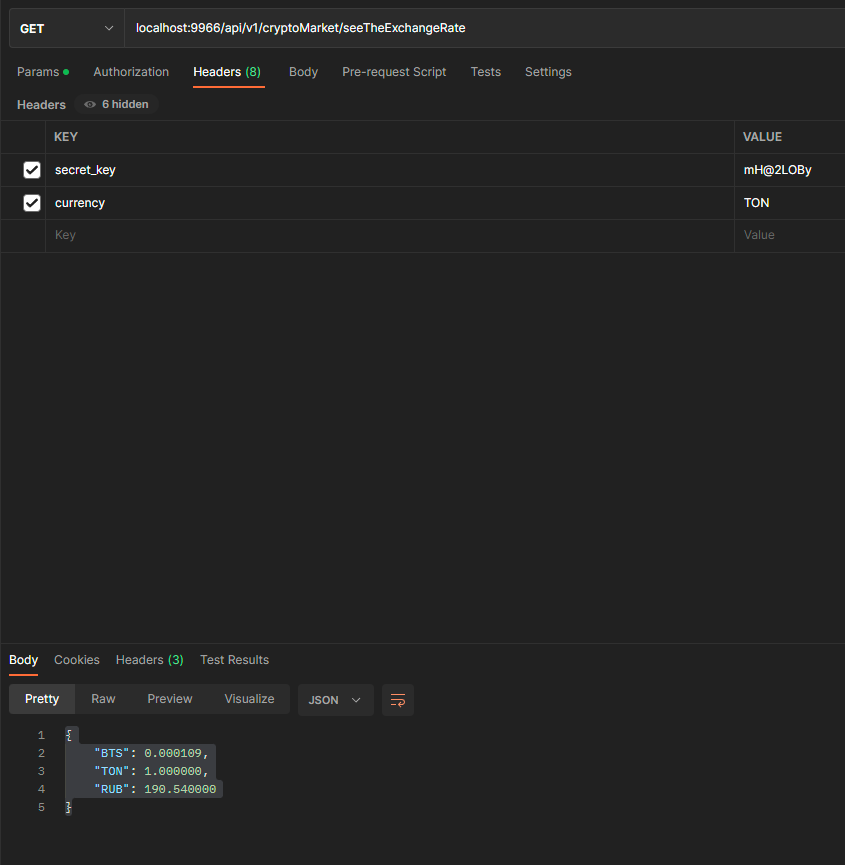 GET localhost:9966/api/v1/cryptoMarket/seeTheExchangeRate
Params Authorization Headers (8) Body Pre-request Script Tests Settings
Headers 6 hidden
KEY VALUE
secret_key mH@2LOBy
currency TON
Key Value
Body Cookies Headers (3) Test Results
Pretty Raw Preview Visualize JSON
1 {
2 "BTS": 0.000109,
3 "TON": 1.000000,
4 "RUB": 190.540000
5 }